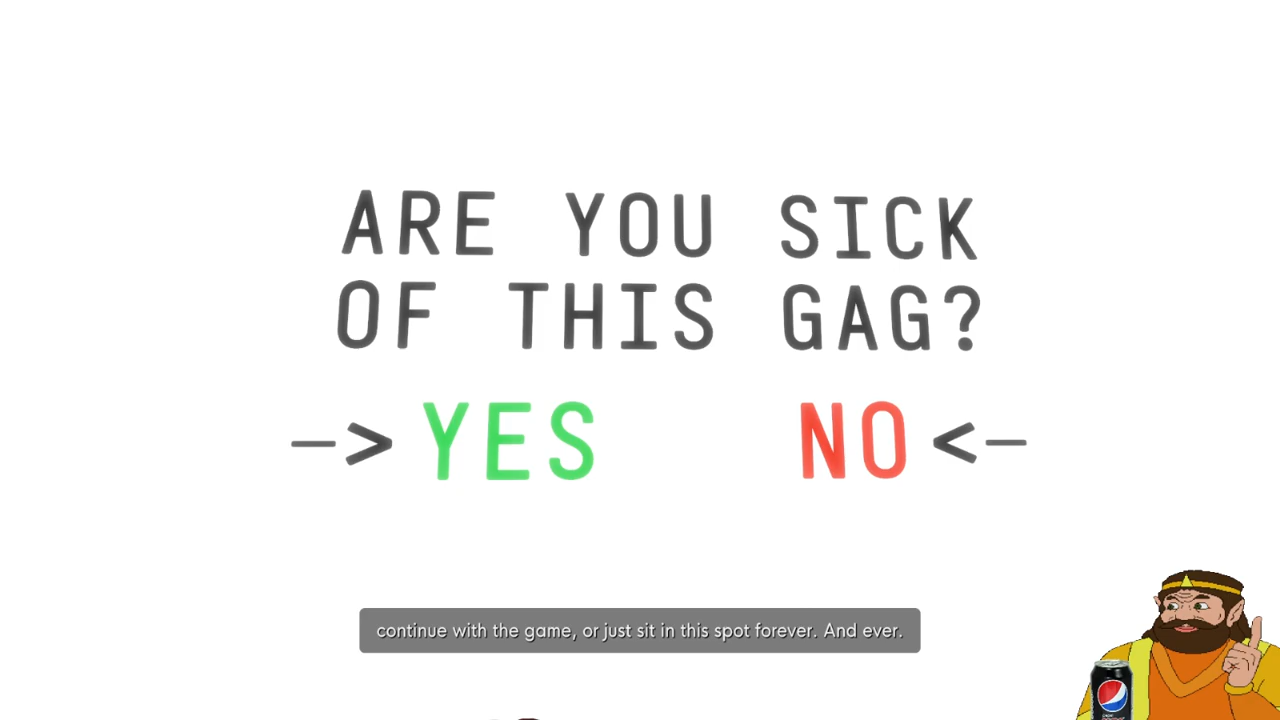 ARE YOU SICK
OF THIS GAG?
—> YES NO <—
continue with the game, or just sit in this spot forever. And ever.